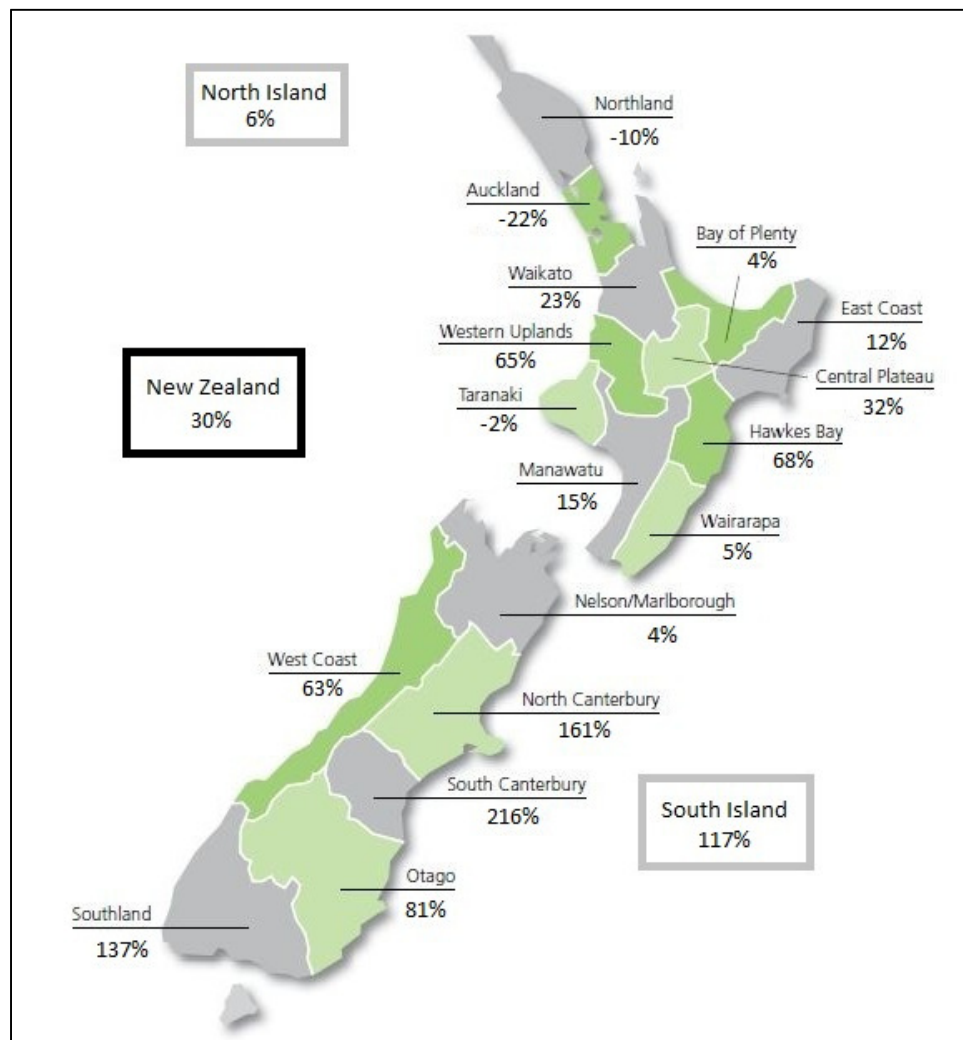 North Island
6%
Northland
-10%
Auckland
-22%
Bay of Plenty
4%
Waikato
23%
East Coast
12%
Western Uplands
65%
Central Plateau
32%
New Zealand
30%
Taranaki
-2%
Hawkes Bay
68%
Manawatu
15%
Wairarapa
5%
Nelson/Marlborough
4%
West Coast
63%
North Canterbury
161%
South Canterbury
216%
South Island
117%
Otago
81%
Southland
137%